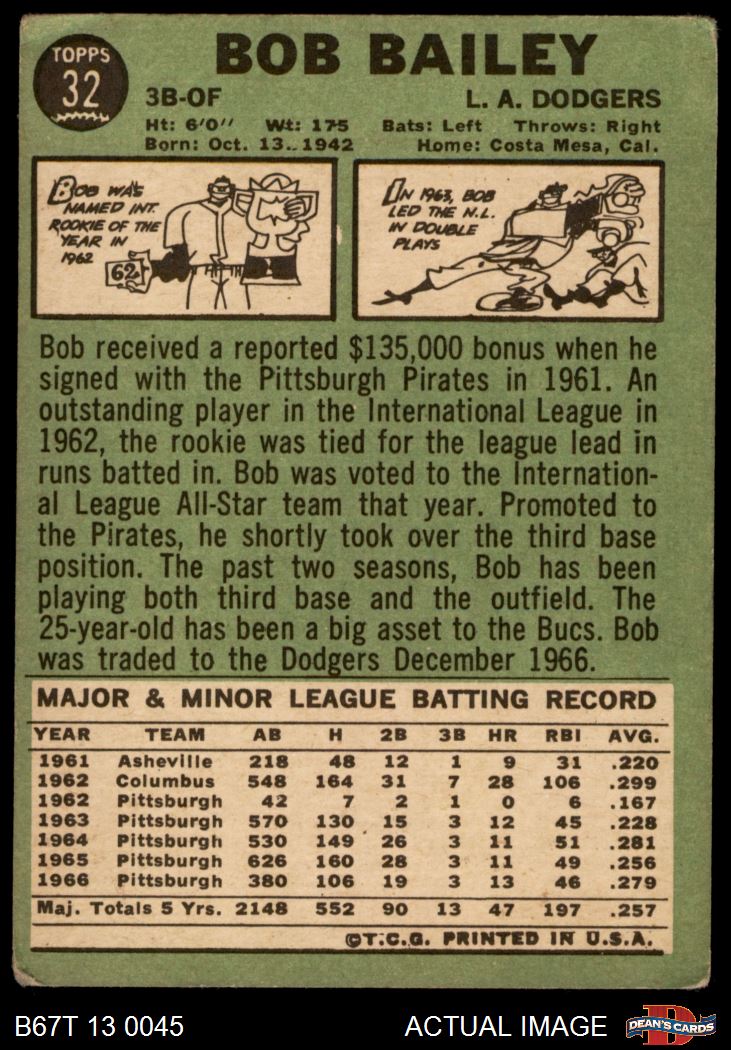 TOPPS
32
BOB BAILEY
3B-OF L. A. DODGERS
Ht: 6'0'' Wt: 175 Bats: Left Throws: Right
Born: Oct. 13.. 1942 Home: Costa Mesa, Cal.
BOB WAS
NAMED INT.
ROOKIE OF THE
YEAR IN
1962
62
IN 1963, BOB
LED THE N.L.
IN DOUBLE
PLAYS
Bob received a reported $135,000 bonus when he
signed with the Pittsburgh Pirates in 1961. An
outstanding player in the International League in
1962, the rookie was tied for the league lead in
runs batted in. Bob was voted to the Internation-
al League All-Star team that year. Promoted to
the Pirates, he shortly took over the third base
position. The past two seasons, Bob has been
playing both third base and the outfield. The
25-year-old has been a big asset to the Bucs. Bob
was traded to the Dodgers December 1966.
MAJOR & MINOR LEAGUE BATTING RECORD
YEAR TEAM AB H 2B 3B HR RBI AVG.
1961 Asheville 218 48 12 1 9 31 .220
1962 Columbus 548 164 31 7 28 106 .299
1962 Pittsburgh 42 7 2 1 0 6 .167
1963 Pittsburgh 570 130 15 3 12 45 .228
1964 Pittsburgh 530 149 26 3 11 51 .281
1965 Pittsburgh 626 160 28 3 11 49 .256
1966 Pittsburgh 380 106 19 3 13 46 .279
Maj. Totals 5 Yrs. 2148 552 90 13 47 197 .257
©T.C.G. PRINTED IN U.S.A.
B67T 13 0045 ACTUAL IMAGE D DEAN'S CARDS